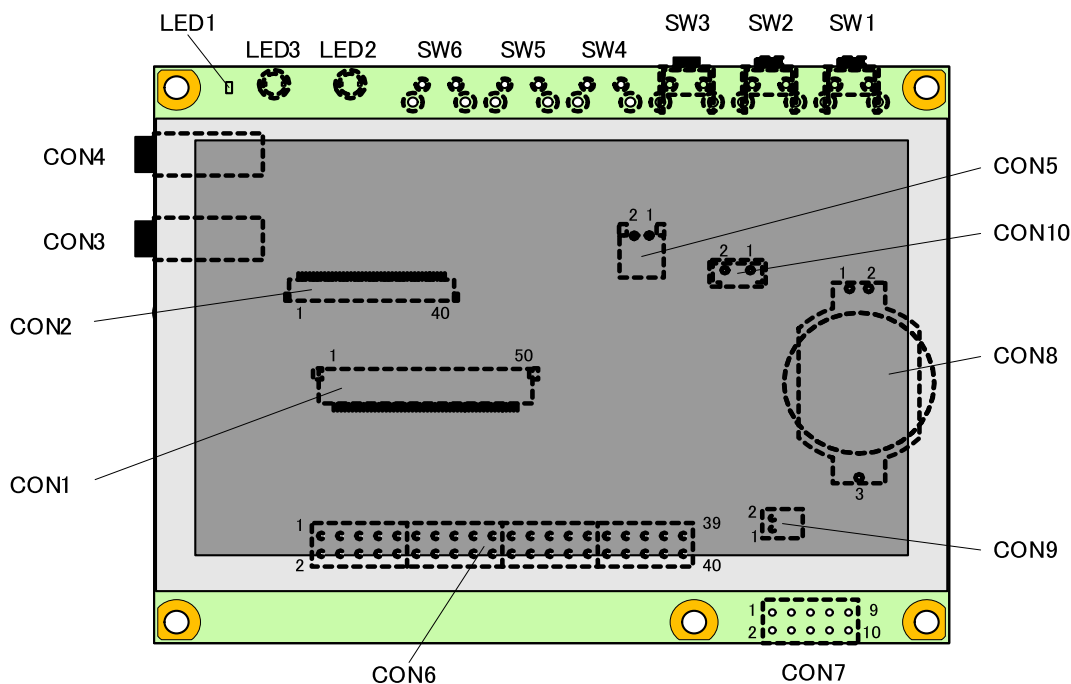 LED1
LED3
LED2
SW6
SW5
SW4
SW3
SW2
SW1
CON4
CON5
2 1
CON3
CON10
2 1
1 2
1 40
CON2
1 50
CON8
CON1
3
1 39
2 40
2
1
CON9
1 9
2 10
CON6
CON7